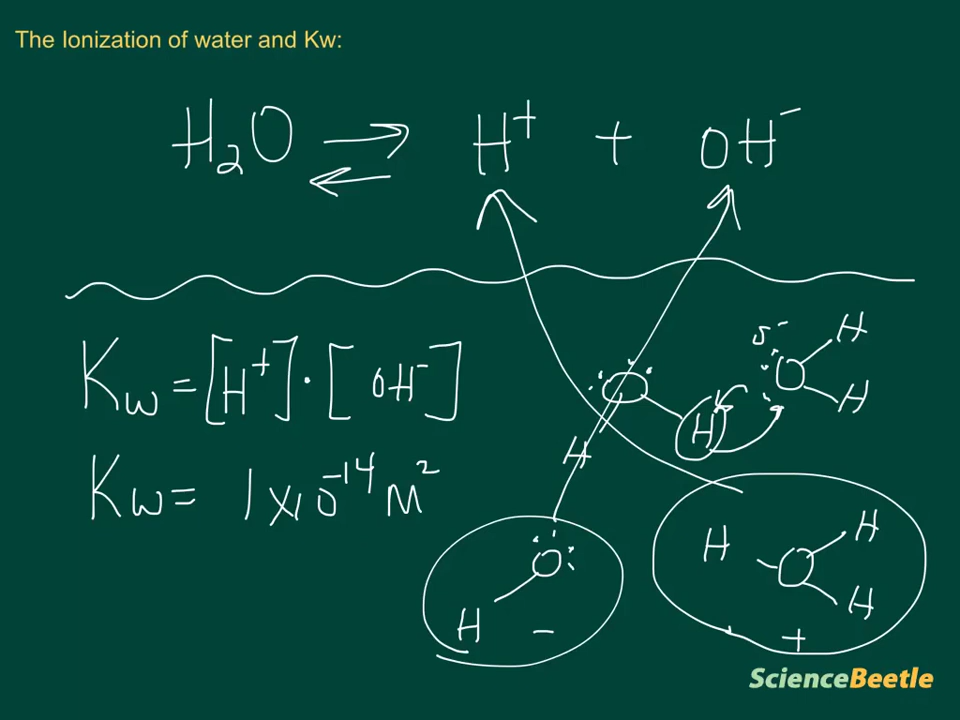 The Ionization of water and Kw:
H₂O ⇌ H⁺ + OH⁻
Kw = [H⁺] · [OH⁻]
Kw = 1x10⁻¹⁴ M²
δ⁻
H
O
H
O
H
H
H
O
H
H
O
H
H
−
+
ScienceBeetle